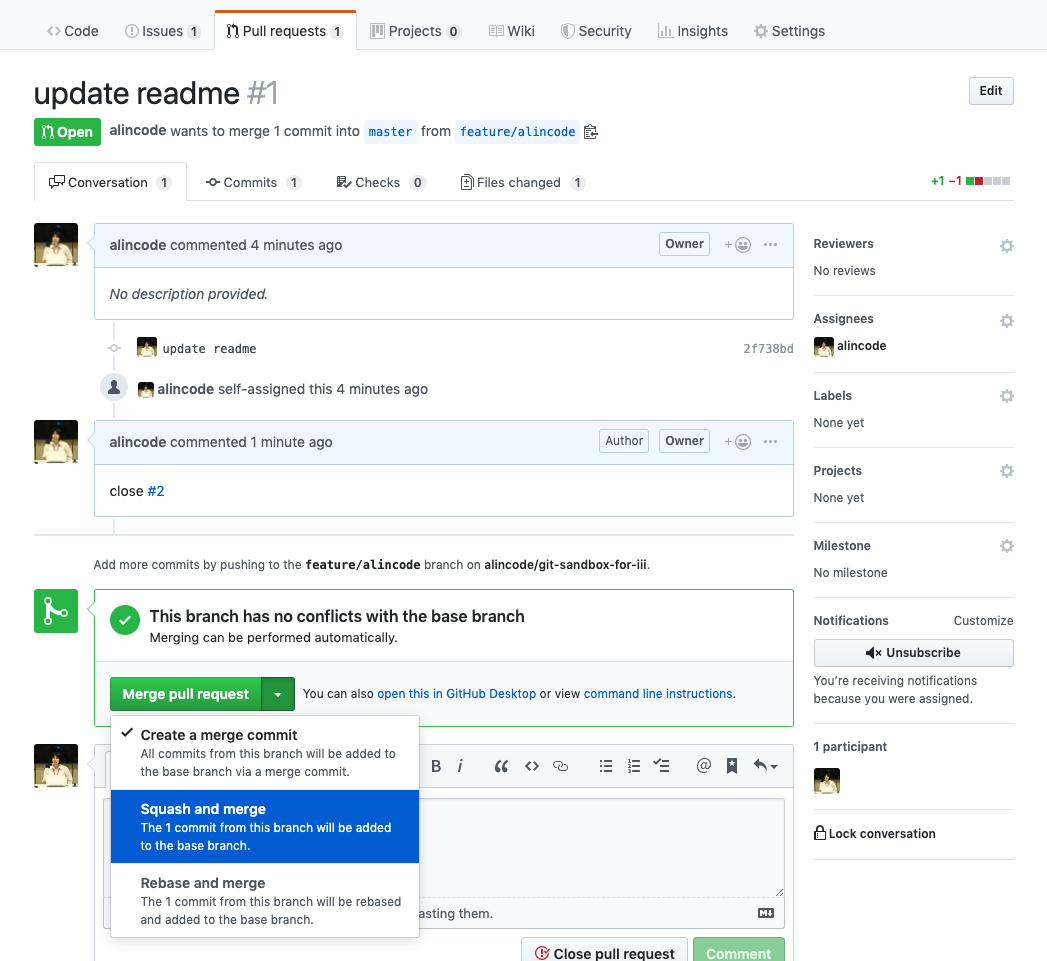 Code Issues 1 Pull requests 1 Projects 0 Wiki Security Insights Settings
update readme #1
Edit
Open alincode wants to merge 1 commit into master from feature/alincode
Conversation 1 Commits 1 Checks 0 Files changed 1 +1 −1
alincode commented 4 minutes ago Owner
No description provided.
update readme 2f738bd
alincode self-assigned this 4 minutes ago
alincode commented 1 minute ago Author Owner
close #2
Add more commits by pushing to the feature/alincode branch on alincode/git-sandbox-for-iii.
This branch has no conflicts with the base branch
Merging can be performed automatically.
Merge pull request You can also open this in GitHub Desktop or view command line instructions.
Create a merge commit
All commits from this branch will be added
to the base branch via a merge commit.
Squash and merge
The 1 commit from this branch will be added
to the base branch.
Rebase and merge
The 1 commit from this branch will be rebased
and added to the base branch.
asting them.
Close pull request Comment
Reviewers
No reviews
Assignees
alincode
Labels
None yet
Projects
None yet
Milestone
No milestone
Notifications Customize
Unsubscribe
You’re receiving notifications
because you were assigned.
1 participant
Lock conversation